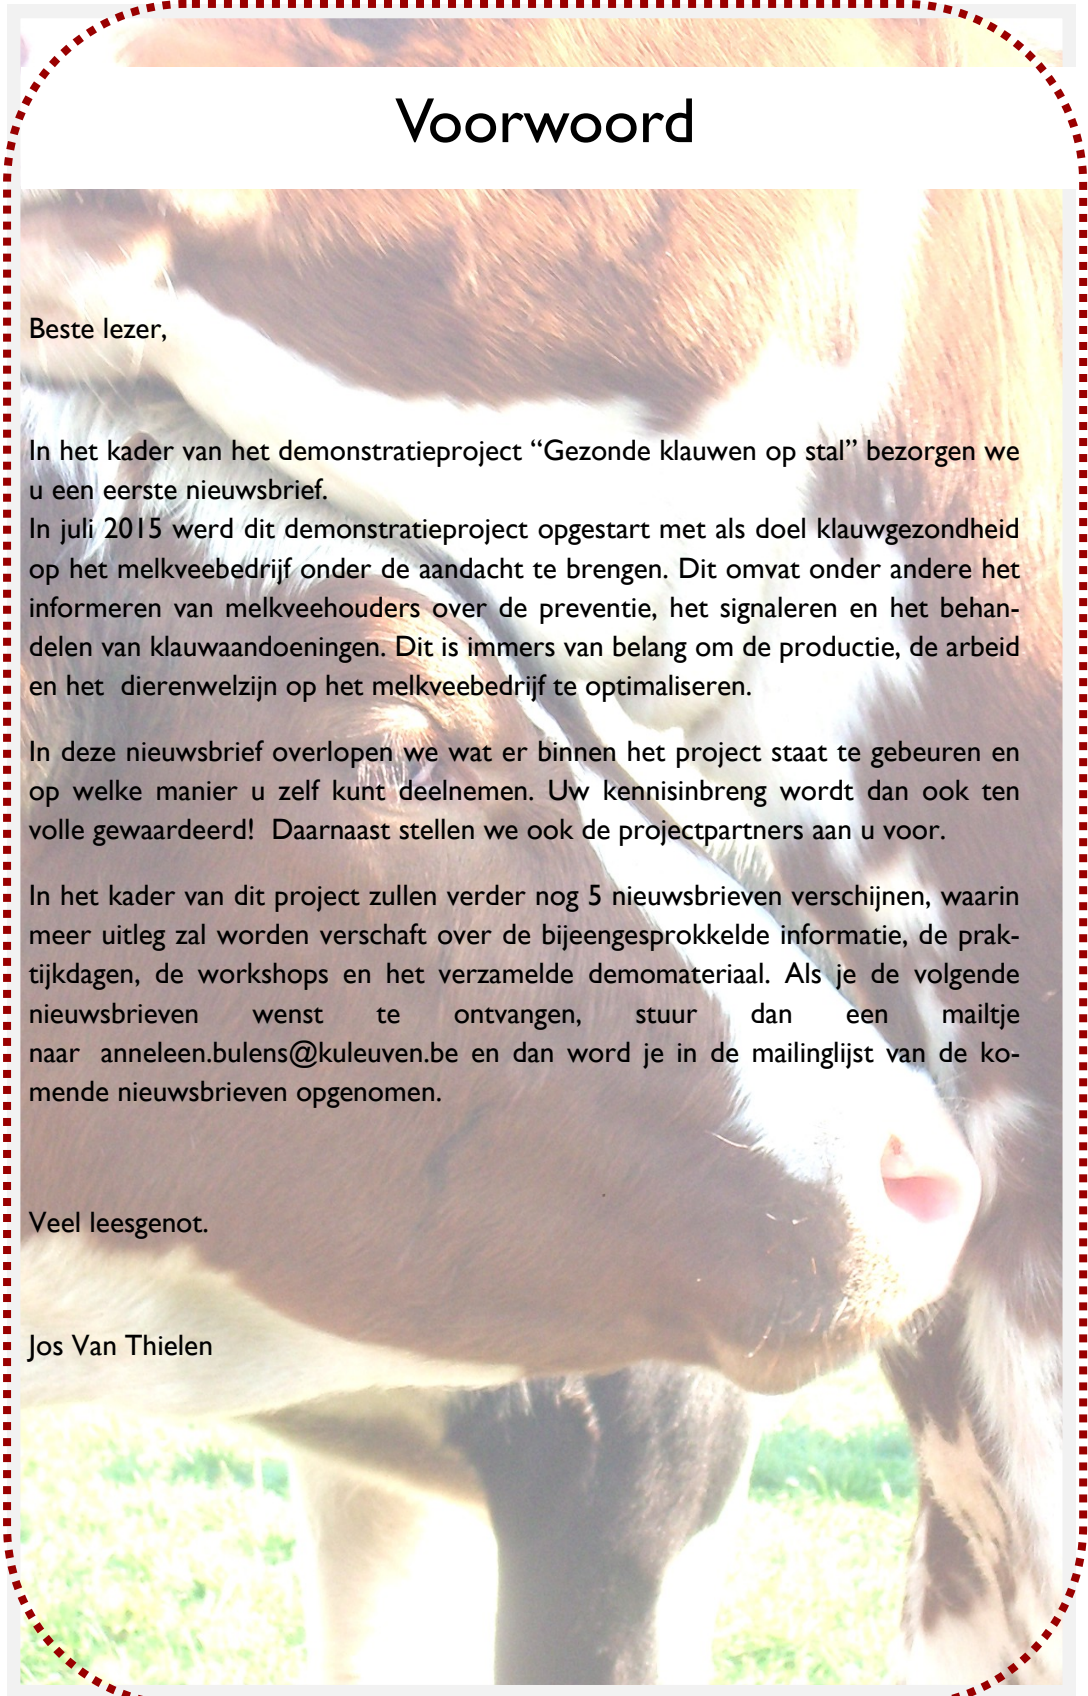 Voorwoord
Beste lezer,
In het kader van het demonstratieproject “Gezonde klauwen op stal” bezorgen we
u een eerste nieuwsbrief.
In juli 2015 werd dit demonstratieproject opgestart met als doel klauwgezondheid
op het melkveebedrijf onder de aandacht te brengen. Dit omvat onder andere het
informeren van melkveehouders over de preventie, het signaleren en het behan-
delen van klauwaandoeningen. Dit is immers van belang om de productie, de arbeid
en het dierenwelzijn op het melkveebedrijf te optimaliseren.
In deze nieuwsbrief overlopen we wat er binnen het project staat te gebeuren en
op welke manier u zelf kunt deelnemen. Uw kennisinbreng wordt dan ook ten
volle gewaardeerd! Daarnaast stellen we ook de projectpartners aan u voor.
In het kader van dit project zullen verder nog 5 nieuwsbrieven verschijnen, waarin
meer uitleg zal worden verschaft over de bijeengesprokkelde informatie, de prak-
tijkdagen, de workshops en het verzamelde demomateriaal. Als je de volgende
nieuwsbrieven wenst te ontvangen, stuur dan een mailtje
naar anneleen.bulens@kuleuven.be en dan word je in de mailinglijst van de ko-
mende nieuwsbrieven opgenomen.
Veel leesgenot.
Jos Van Thielen